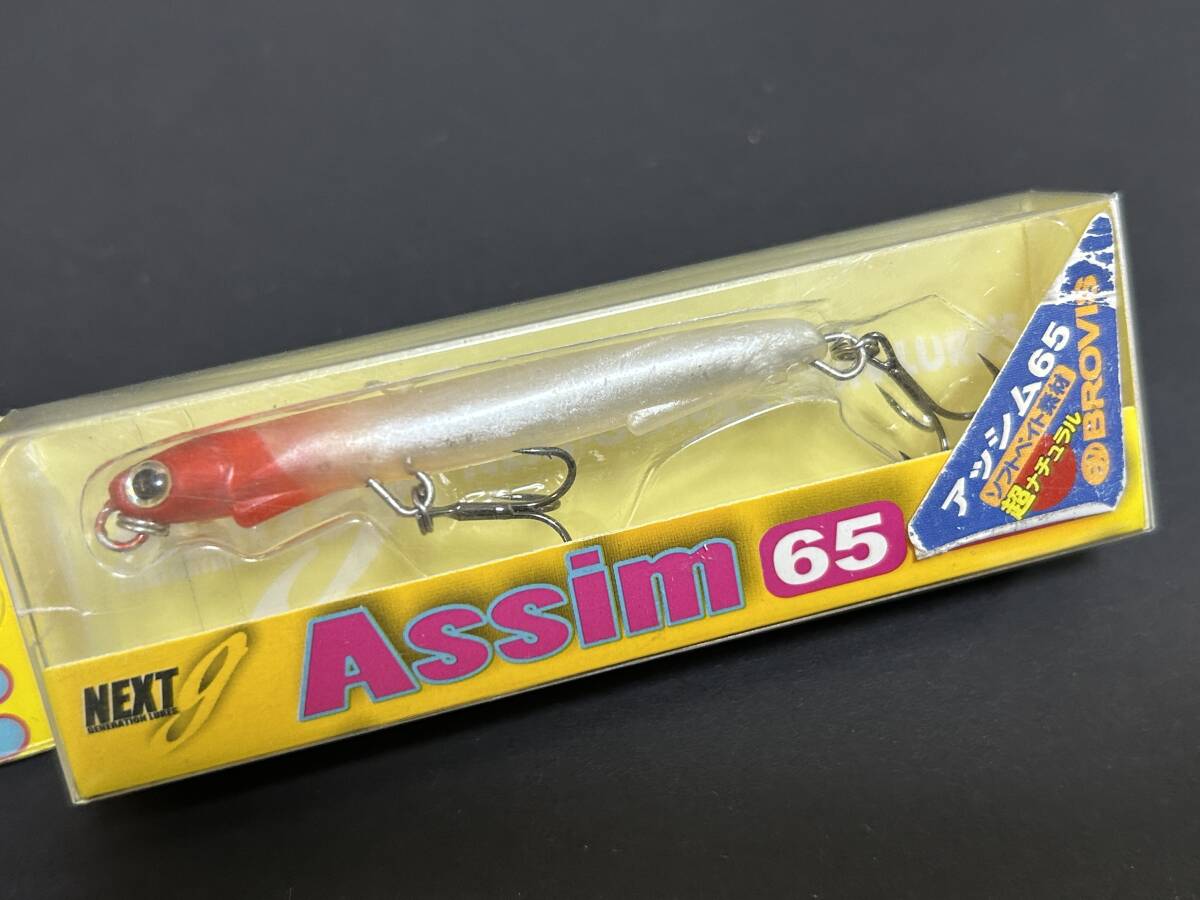 アッシム65
ソフトベイト素材
超ナチュラル
BROVIS
Assim 65
NEXT g
GENERATION LURES